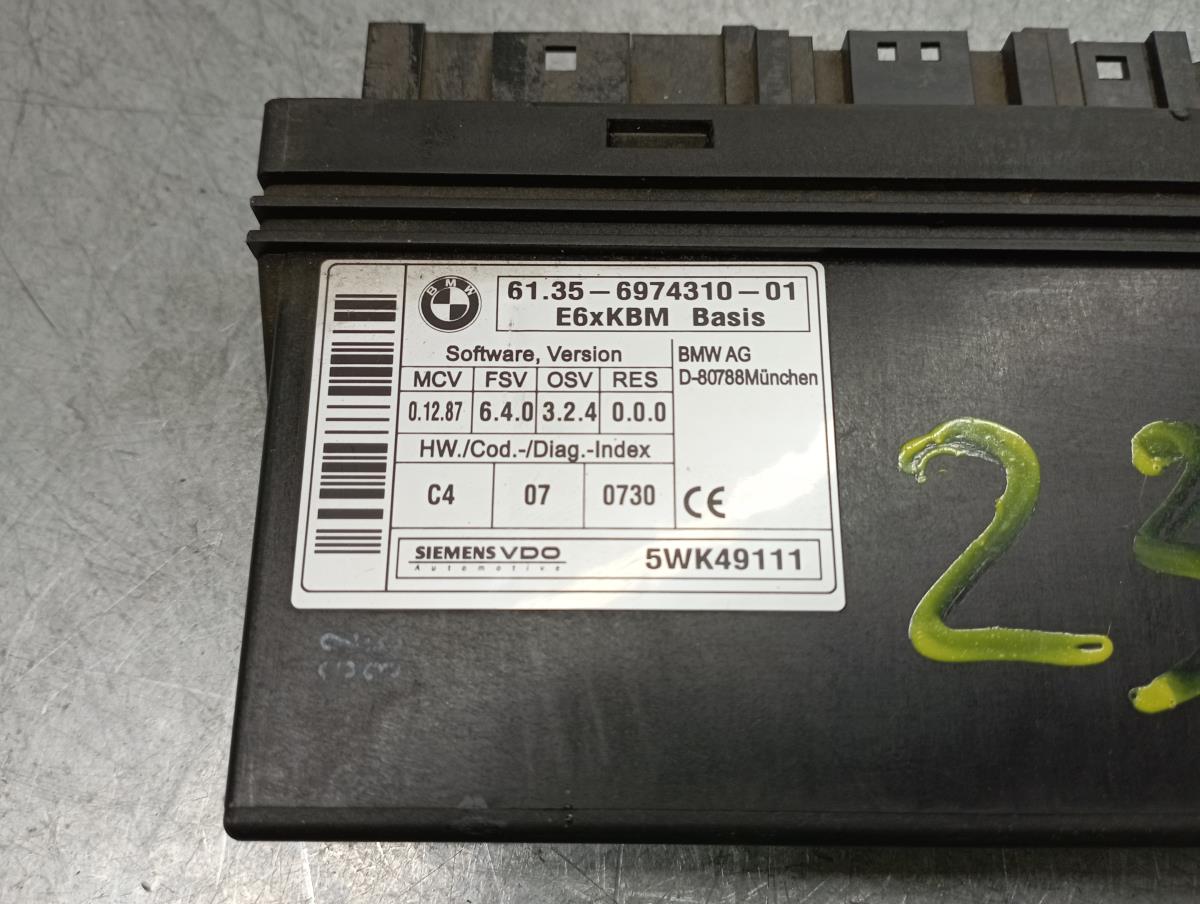 BMW
61.35-6974310-01
E6xKBM Basis
Software, Version
BMW AG
D-80788München
MCV FSV OSV RES
0.12.87 6.4.0 3.2.4 0.0.0
HW./Cod.-/Diag.-Index
C4 07 0730
CE
SIEMENS VDO
Automotive
5WK49111
2